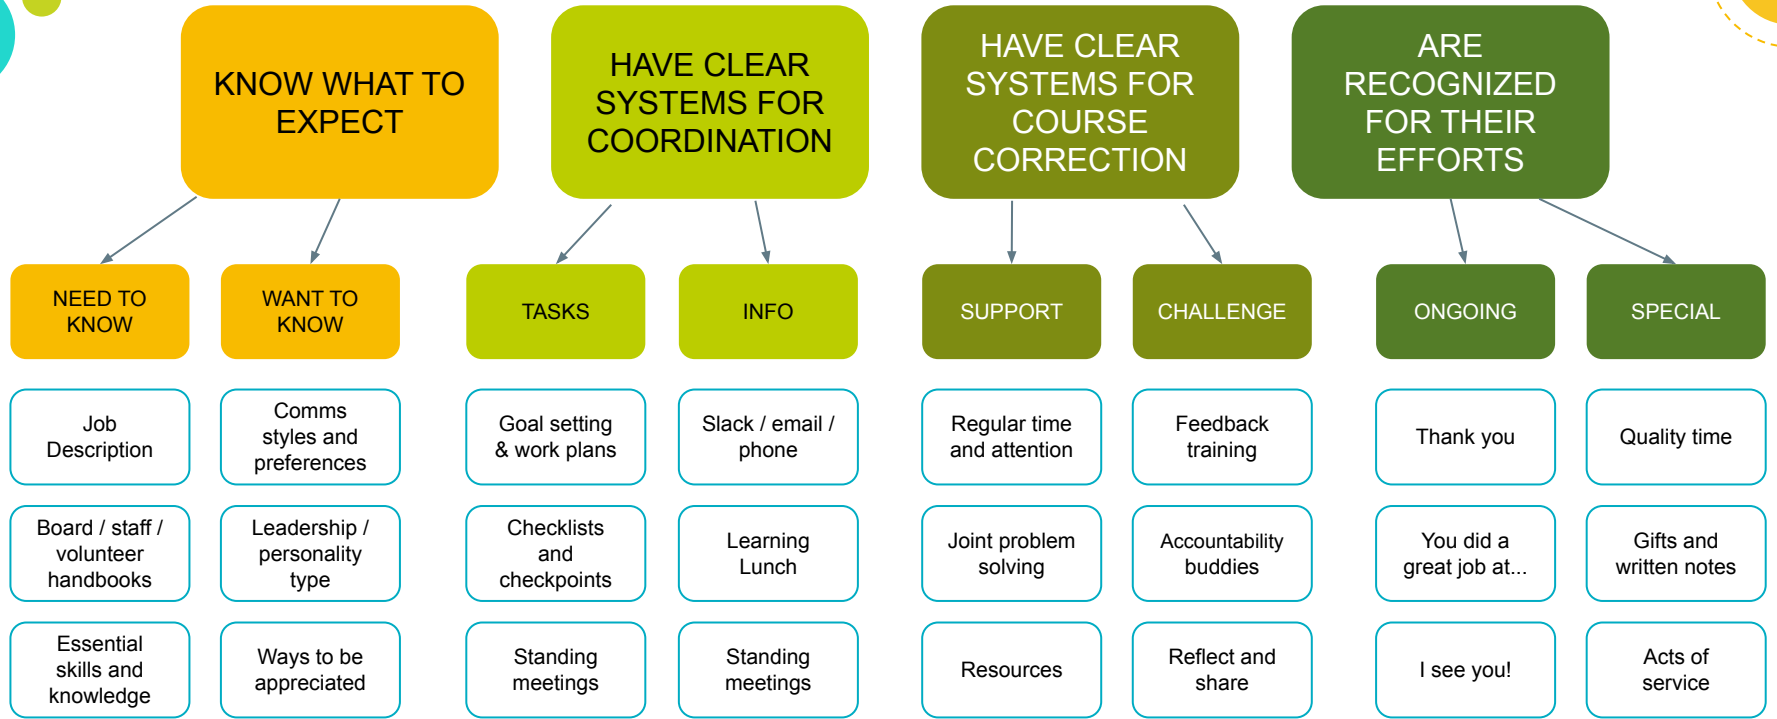 KNOW WHAT TO
EXPECT
HAVE CLEAR
SYSTEMS FOR
COORDINATION
HAVE CLEAR
SYSTEMS FOR
COURSE
CORRECTION
ARE
RECOGNIZED
FOR THEIR
EFFORTS
NEED TO
KNOW
WANT TO
KNOW
TASKS
INFO
SUPPORT
CHALLENGE
ONGOING
SPECIAL
Job
Description
Comms
styles and
preferences
Goal setting
& work plans
Slack / email /
phone
Regular time
and attention
Feedback
training
Thank you
Quality time
Board / staff /
volunteer
handbooks
Leadership /
personality
type
Checklists
and
checkpoints
Learning
Lunch
Joint problem
solving
Accountability
buddies
You did a
great job at...
Gifts and
written notes
Essential
skills and
knowledge
Ways to be
appreciated
Standing
meetings
Standing
meetings
Resources
Reflect and
share
I see you!
Acts of
service